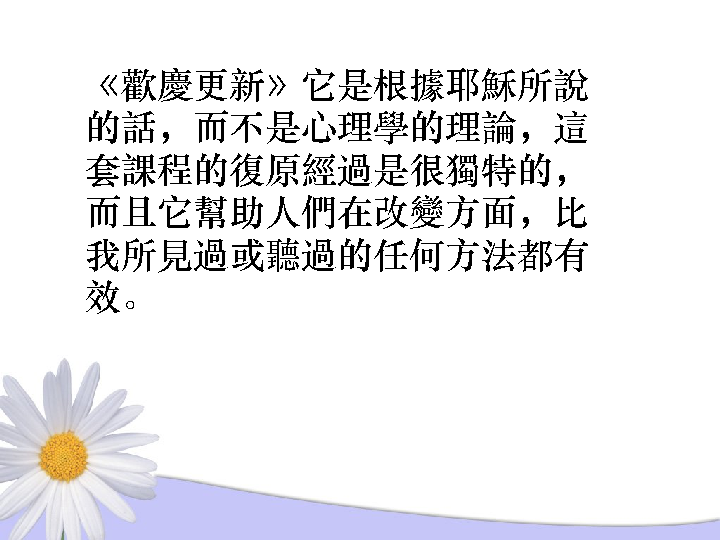 《歡慶更新》它是根據耶穌所說
的話，而不是心理學的理論，這
套課程的復原經過是很獨特的，
而且它幫助人們在改變方面，比
我所見過或聽過的任何方法都有
效。